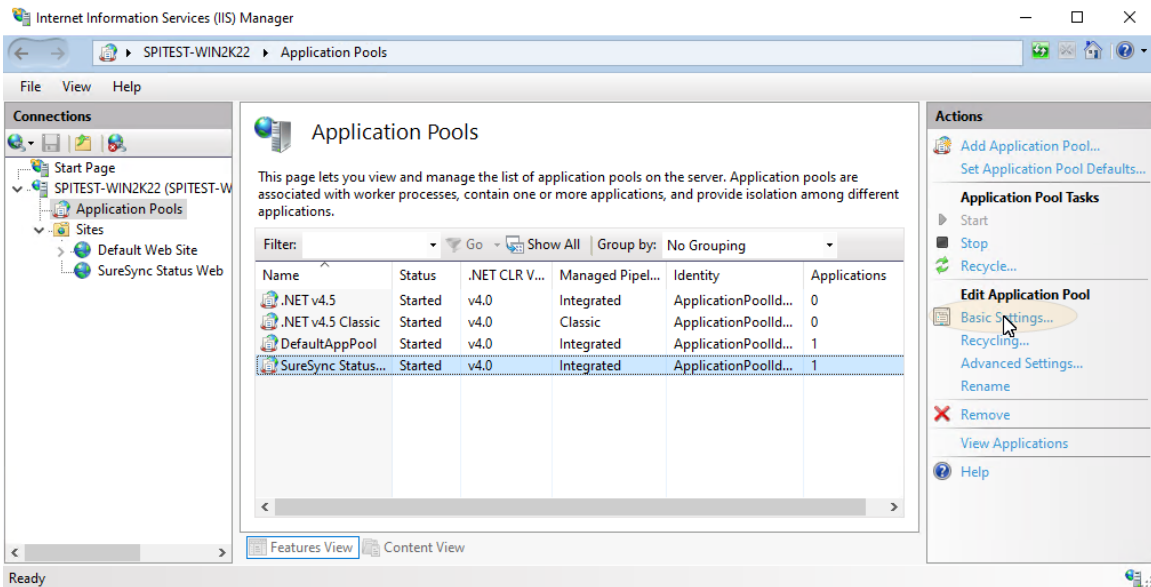 Internet Information Services (IIS) Manager
SPITEST-WIN2K22 Application Pools
File View Help
Connections
Start Page
SPITEST-WIN2K22 (SPITEST-W
Application Pools
Sites
Default Web Site
SureSync Status Web
Application Pools
This page lets you view and manage the list of application pools on the server. Application pools are
associated with worker processes, contain one or more applications, and provide isolation among different
applications.
Filter: Go Show All Group by: No Grouping
Name Status .NET CLR V... Managed Pipel... Identity Applications
.NET v4.5 Started v4.0 Integrated ApplicationPoolId... 0
.NET v4.5 Classic Started v4.0 Classic ApplicationPoolId... 0
DefaultAppPool Started v4.0 Integrated ApplicationPoolId... 1
SureSync Status... Started v4.0 Integrated ApplicationPoolId... 1
Features View Content View
Actions
Add Application Pool...
Set Application Pool Defaults...
Application Pool Tasks
Start
Stop
Recycle...
Edit Application Pool
Basic Settings...
Recycling...
Advanced Settings...
Rename
Remove
View Applications
Help
Ready